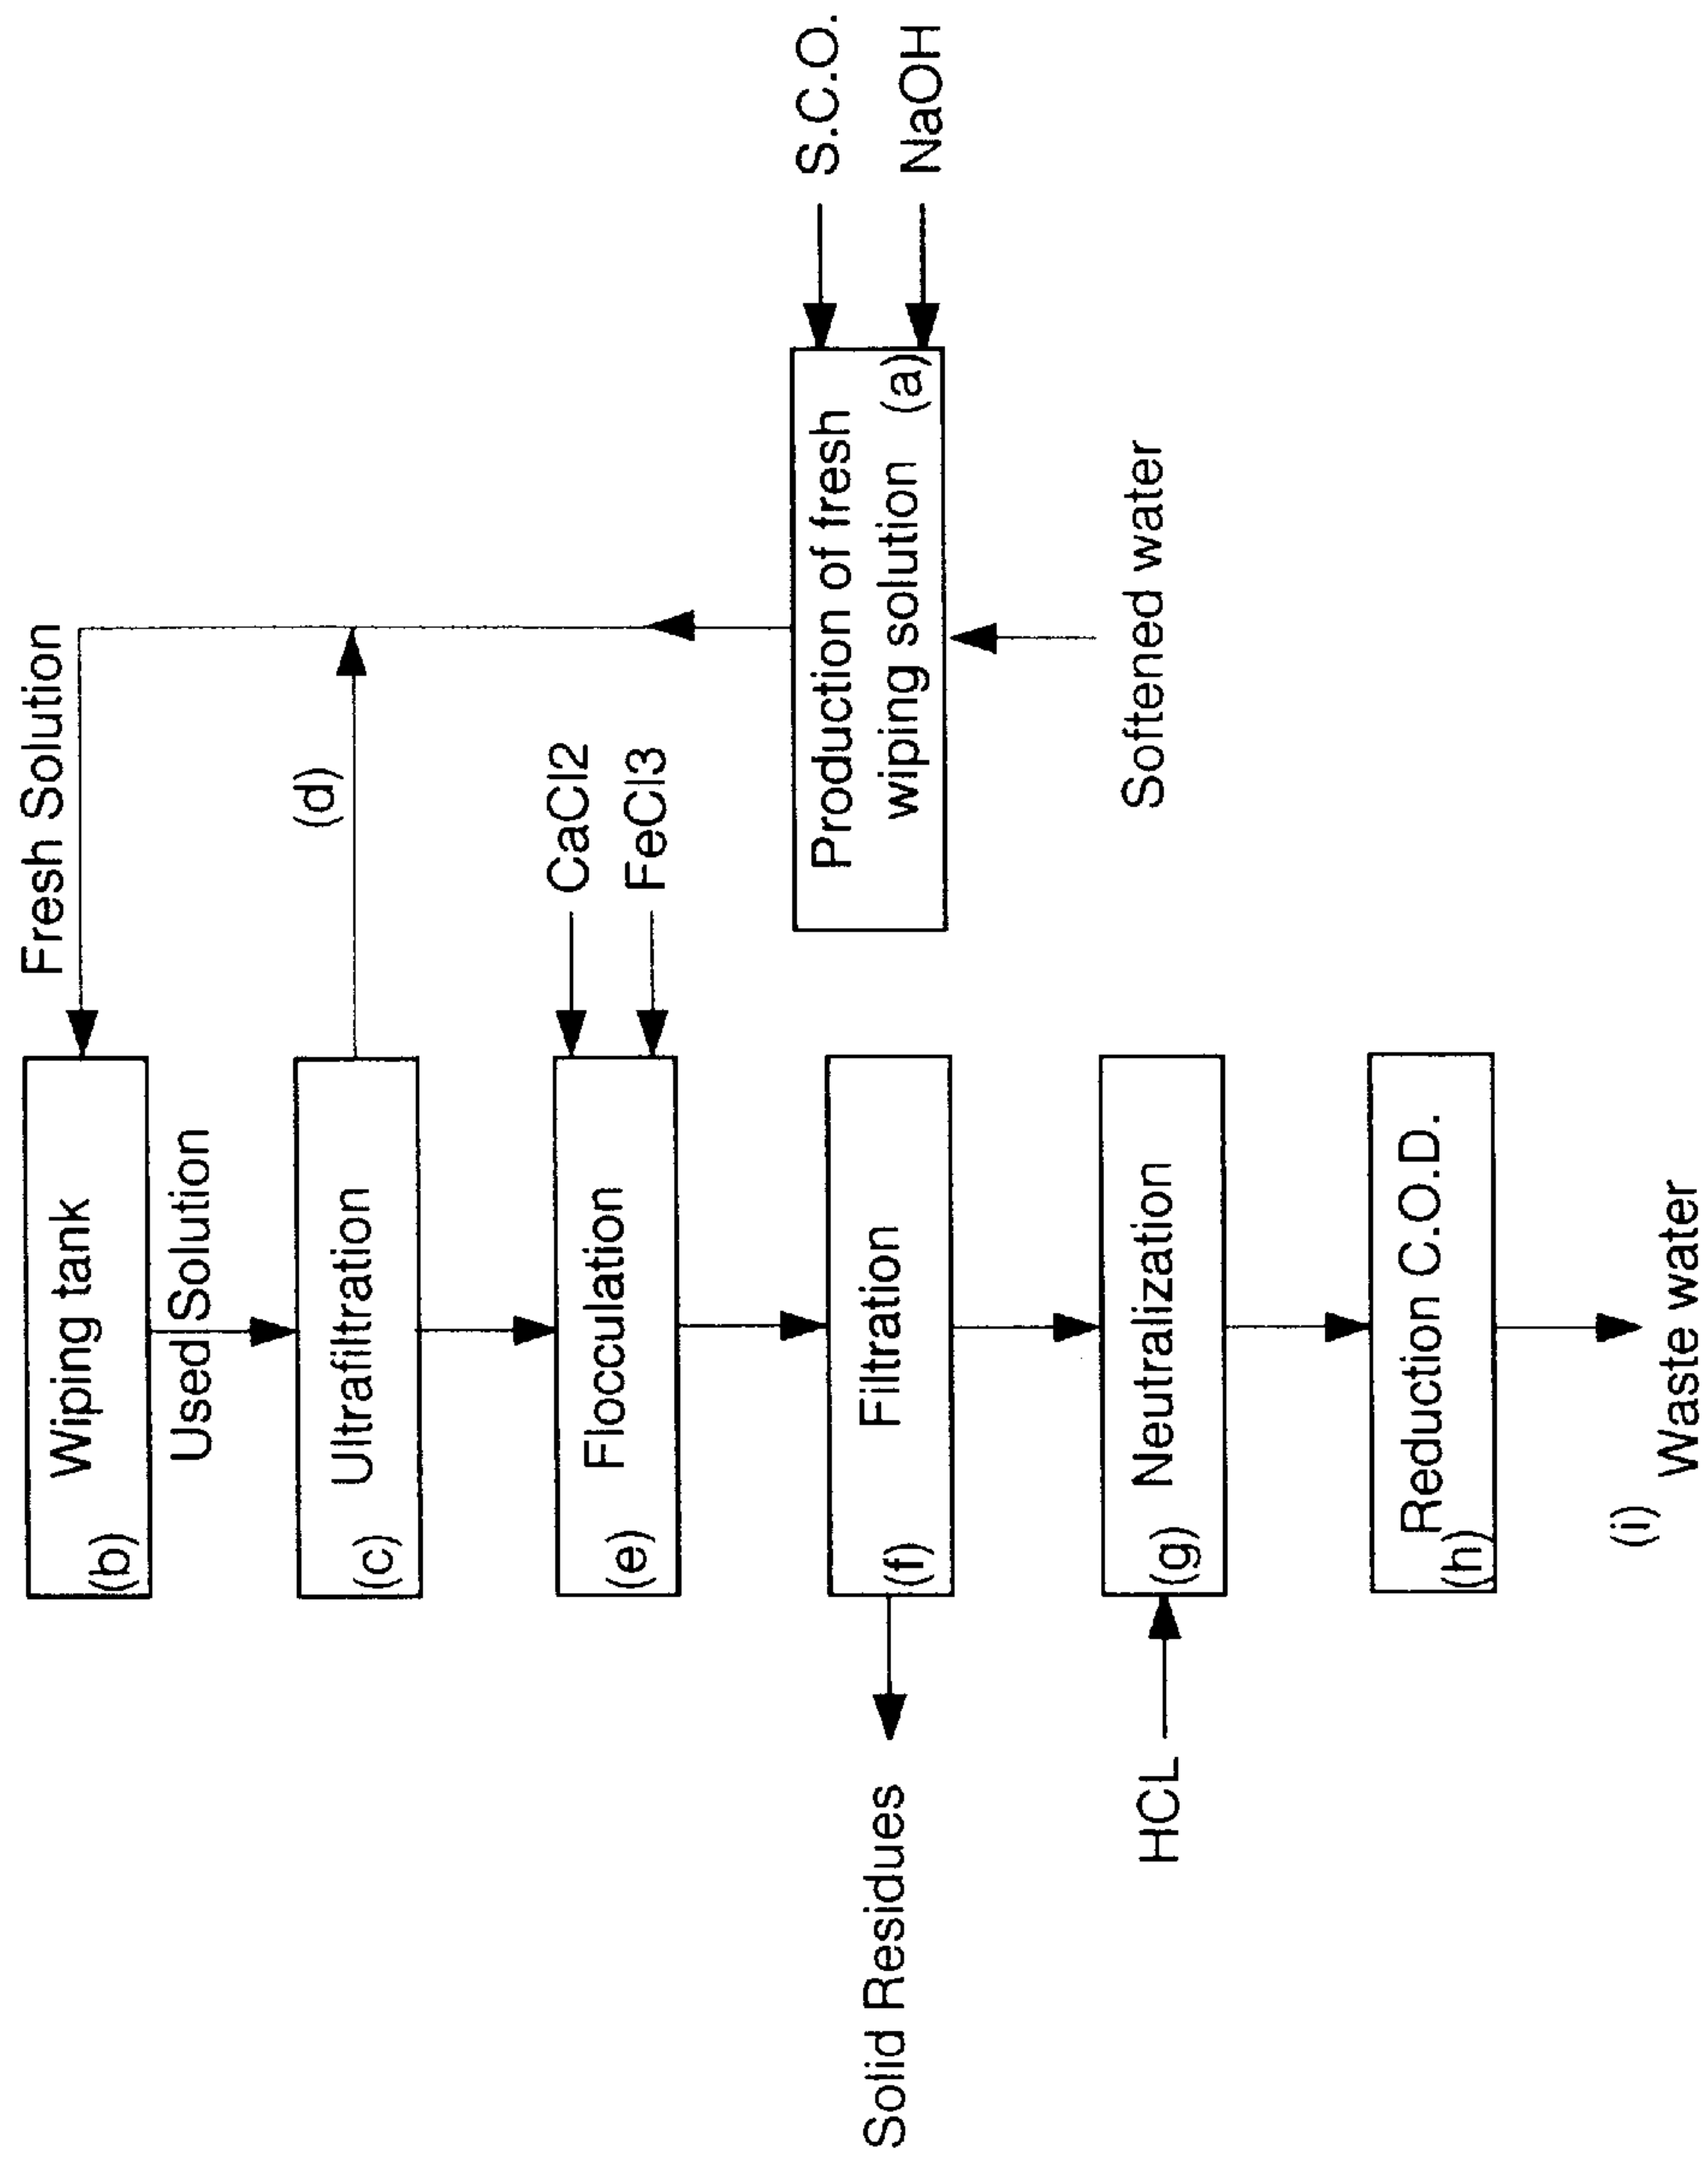 Fresh Solution
(b)
Wiping tank
Used Solution
(c)
Ultrafiltration
(d)
(e)
Flocculation
CaCl2
FeCl3
(f)
Filtration
Solid Residues
Production of fresh
wiping solution (a)
S.C.O.
NaOH
Softened water
(g)
Neutralization
HCL
(h)
Reduction C.O.D.
(i)
Waste water